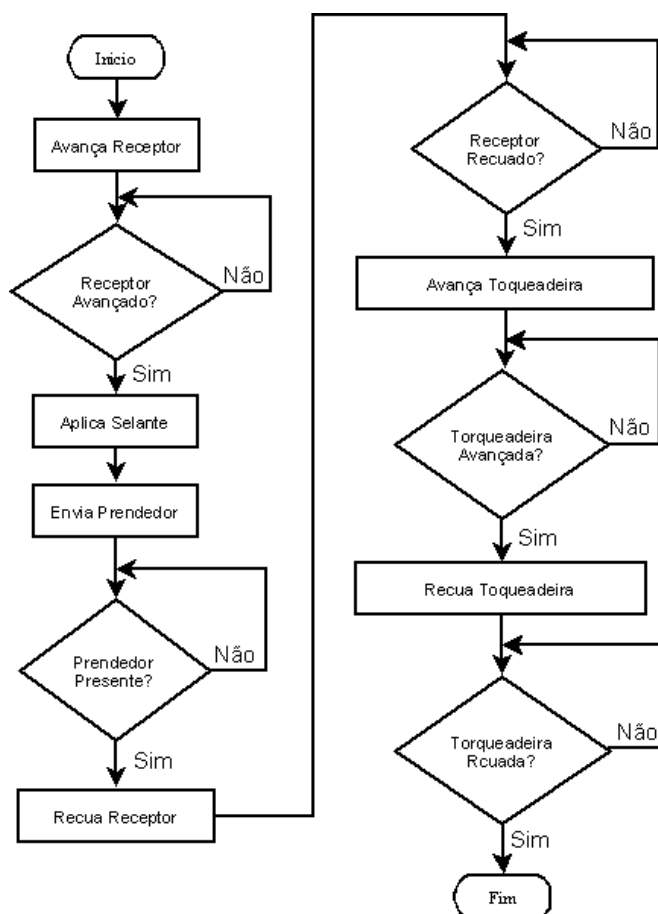 Inicio
Avança Receptor
Receptor
Avançado?
Não
Sim
Aplica Selante
Envia Prendedor
Prendedor
Presente?
Não
Sim
Recua Receptor
Receptor
Recuado?
Não
Sim
Avança Toqueadeira
Torqueadeira
Avançada?
Não
Sim
Recua Toqueadeira
Torqueadeira
Rcuada?
Não
Sim
Fim